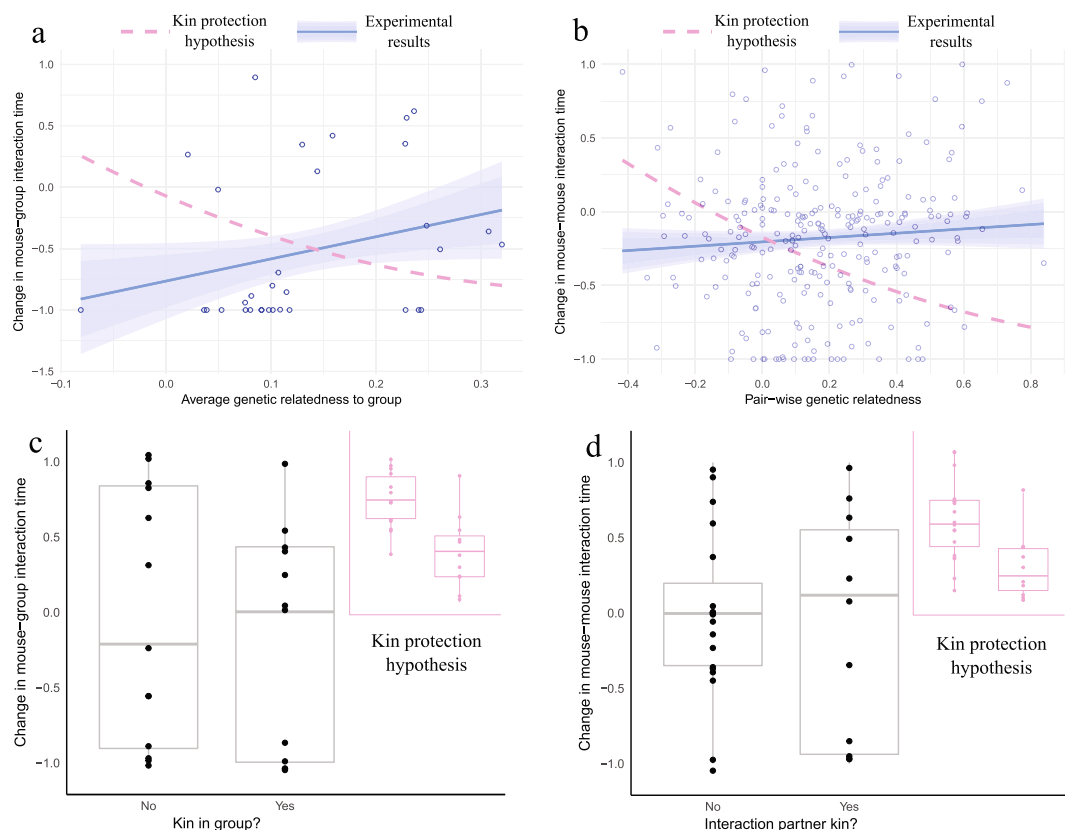 a
Kin protection
hypothesis
Experimental
results
Change in mouse−group interaction time
1.0
0.5
0.0
−0.5
−1.0
−1.5
−0.1
0.0
0.1
0.2
0.3
Average genetic relatedness to group
b
Kin protection
hypothesis
Experimental
results
Change in mouse−mouse interaction time
1.0
0.5
−0.0
−0.5
−1.0
−0.4
−0.2
0.0
0.2
0.4
0.6
0.8
Pair−wise genetic relatedness
c
Change in mouse−group interaction time
1.0
0.5
0.0
−0.5
−1.0
No
Yes
Kin in group?
Kin protection
hypothesis
d
Change in mouse−mouse interaction time
1.0
0.5
0.0
−0.5
−1.0
No
Yes
Interaction partner kin?
Kin protection
hypothesis